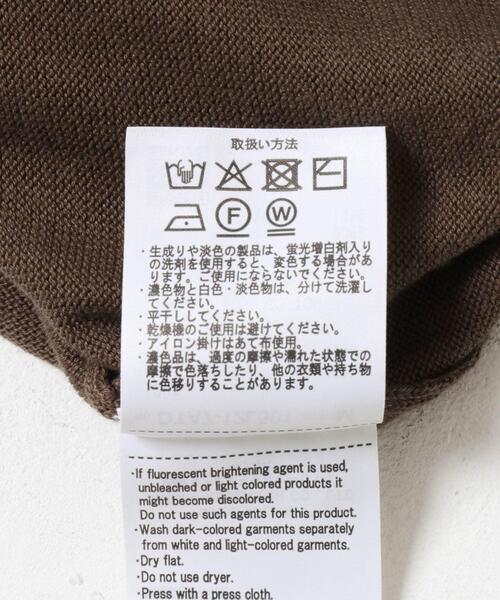 取扱い方法
F W
・生成りや淡色の製品は、蛍光増白剤入り
の洗剤を使用すると、変色する場合があ
ります。ご使用にならないでください。
・濃色物と白色・淡色物は、分けて洗濯し
てください。
・平干ししてください。
・乾燥機のご使用は避けてください。
・アイロン掛けはあて布使用。
・濃色品は、過度の摩擦や濡れた状態での
摩擦で色落ちしたり、他の衣類や持ち物
に色移りすることがあります。
・If fluorescent brightening agent is used,
unbleached or light colored products it
might become discolored.
Do not use such agents for this product.
・Wash dark-colored garments separately
from white and light-colored garments.
・Dry flat.
・Do not use dryer.
・Press with a press cloth.